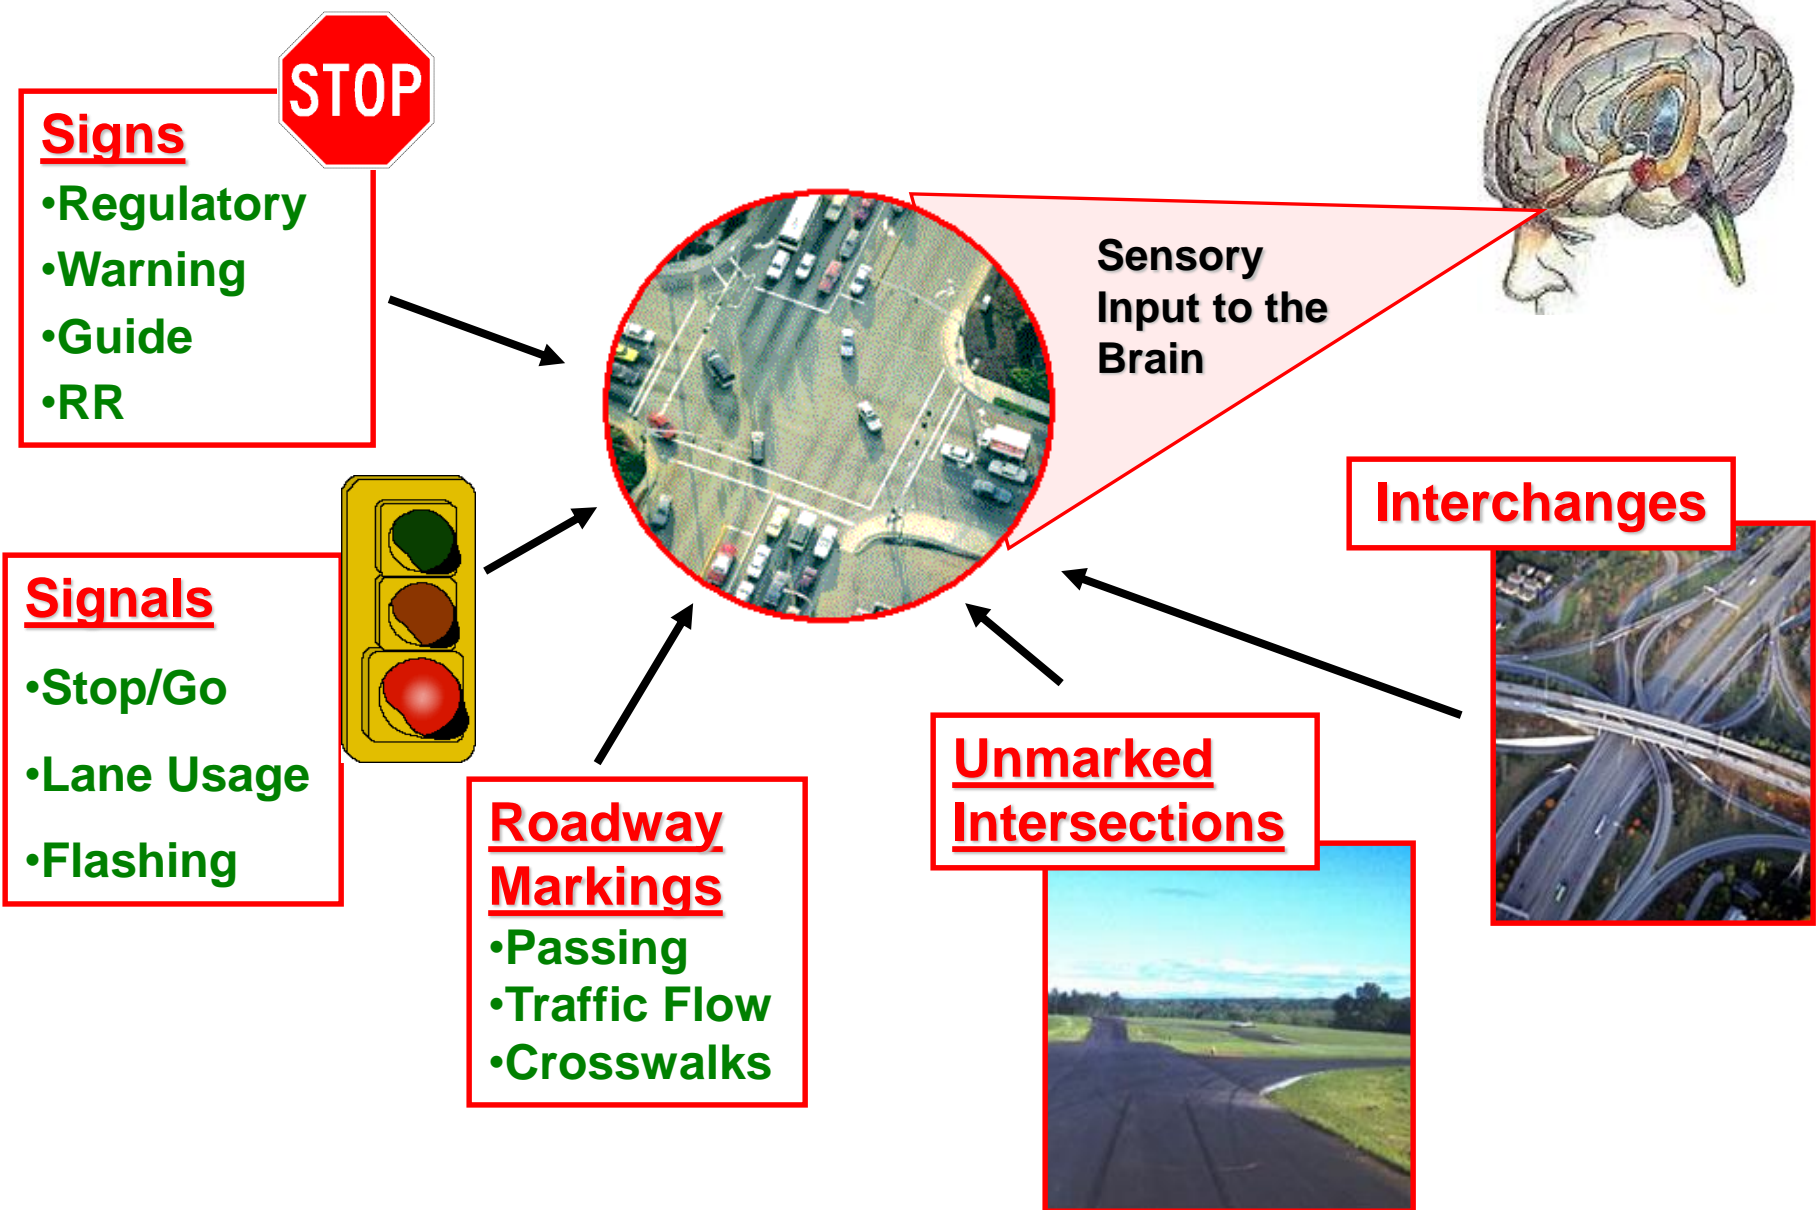 STOP
Signs
•Regulatory
•Warning
•Guide
•RR
Sensory
Input to the
Brain
Interchanges
Signals
•Stop/Go
•Lane Usage
•Flashing
Roadway
Markings
•Passing
•Traffic Flow
•Crosswalks
Unmarked
Intersections